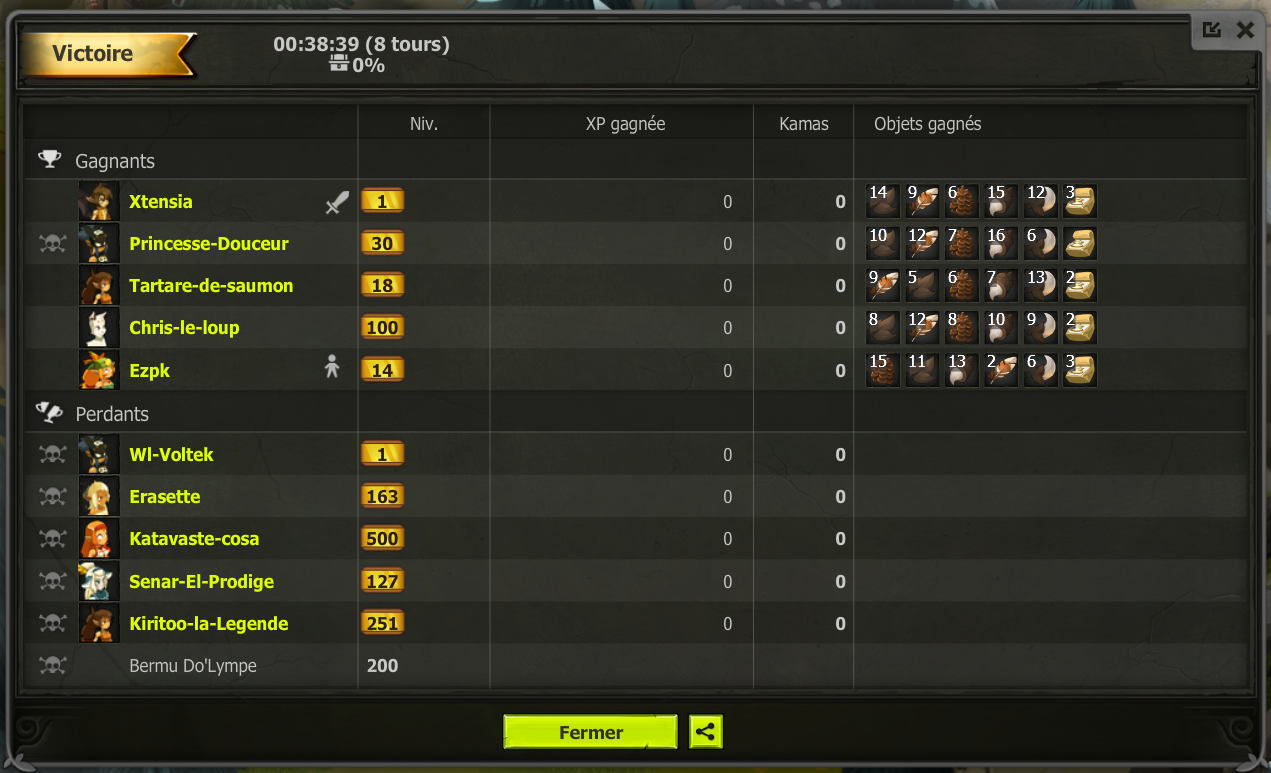 Victoire
00:38:39 (8 tours)
0%
Niv. XP gagnée Kamas Objets gagnés
Gagnants
Xtensia 1 0 0 14 9 6 15 12 3
Princesse-Douceur 30 0 0 10 12 7 16 6
Tartare-de-saumon 18 0 0 9 5 6 7 13 2
Chris-le-loup 100 0 0 8 12 8 10 9 2
Ezpk 14 0 0 15 11 13 2 6 3
Perdants
Wl-Voltek 1 0 0
Erasette 163 0 0
Katavaste-cosa 500 0 0
Senar-El-Prodige 127 0 0
Kiritoo-la-Legende 251 0 0
Bermu Do'Lympe 200
Fermer